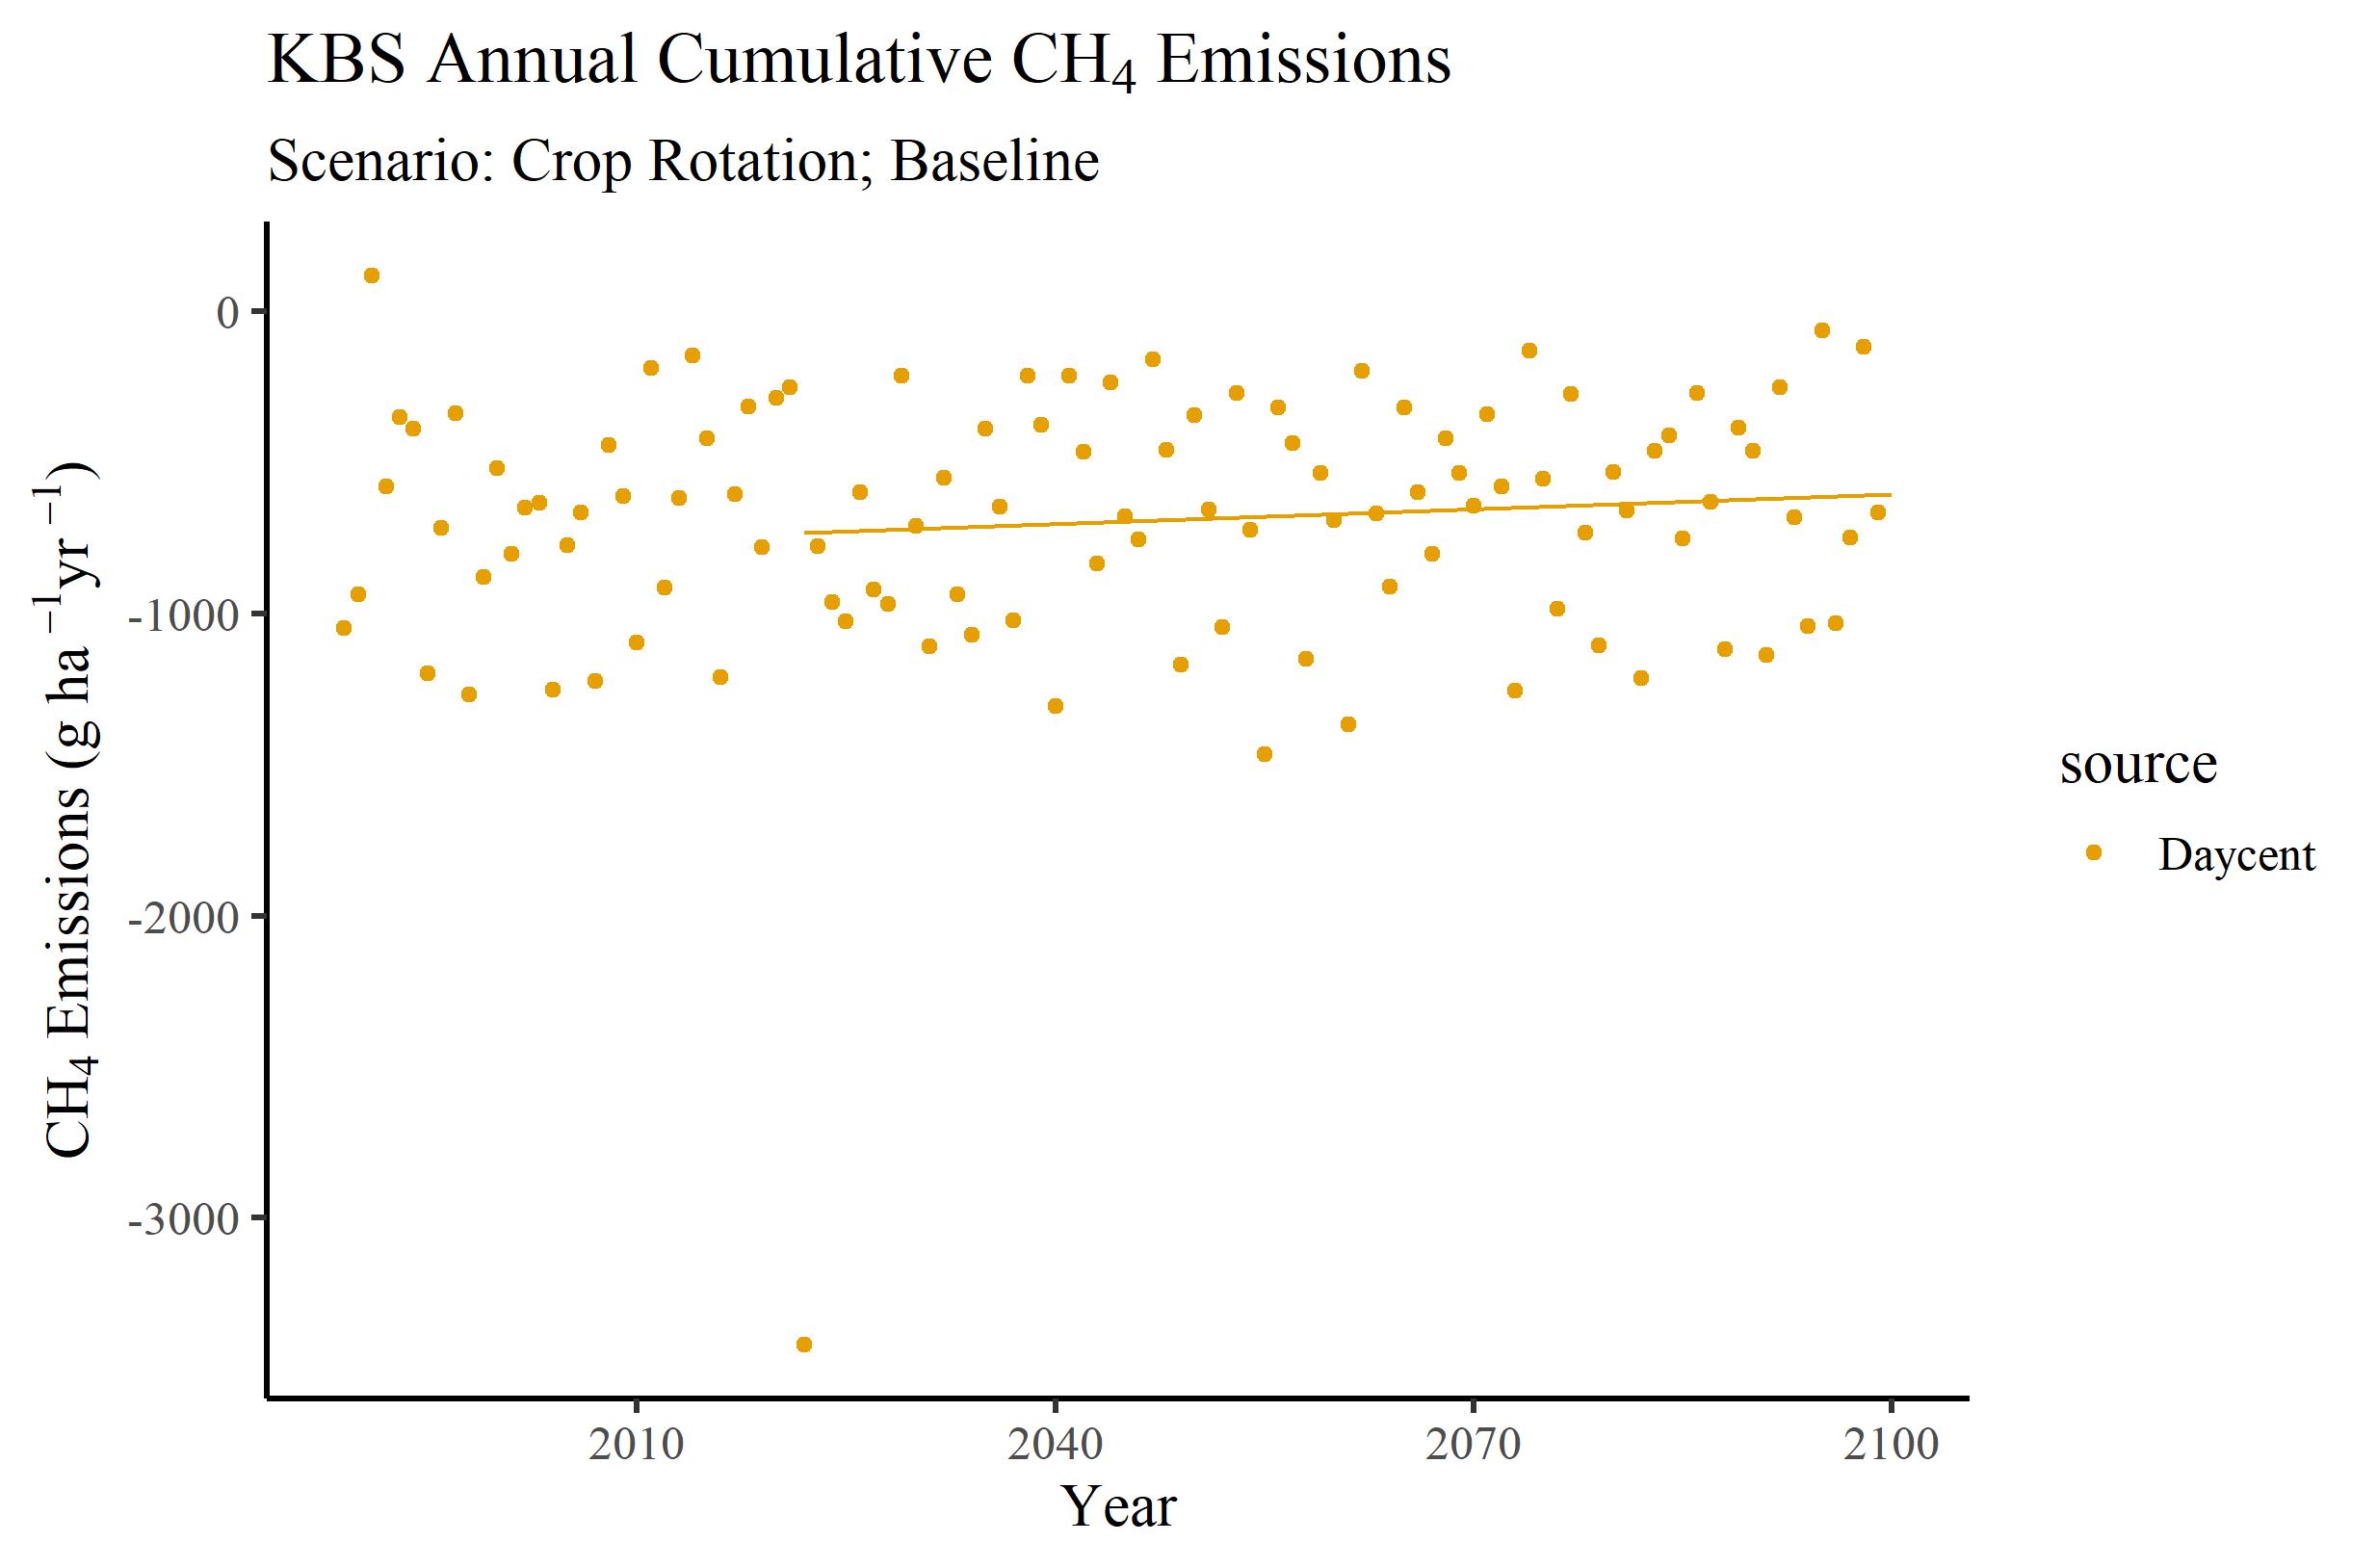 KBS Annual Cumulative CH₄ Emissions
Scenario: Crop Rotation; Baseline
CH₄ Emissions (g ha⁻¹yr⁻¹)
0
-1000
-2000
-3000
2010 2040 2070 2100
Year
source
Daycent